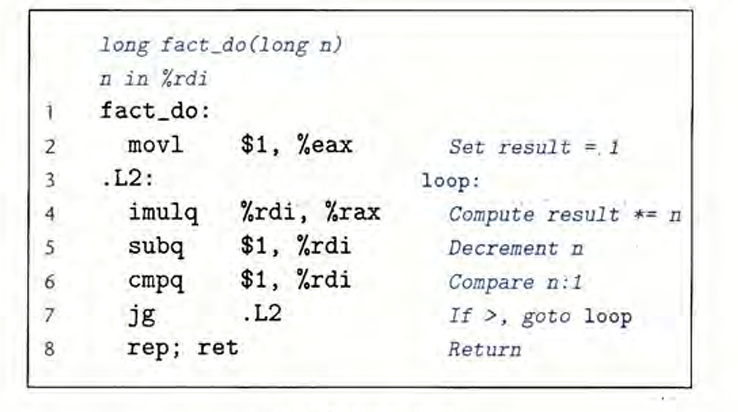 long fact_do(long n)
n in %rdi
1 fact_do:
2 movl $1, %eax Set result = 1
3 .L2: loop:
4 imulq %rdi, %rax Compute result *= n
5 subq $1, %rdi Decrement n
6 cmpq $1, %rdi Compare n:1
7 jg .L2 If >, goto loop
8 rep; ret Return